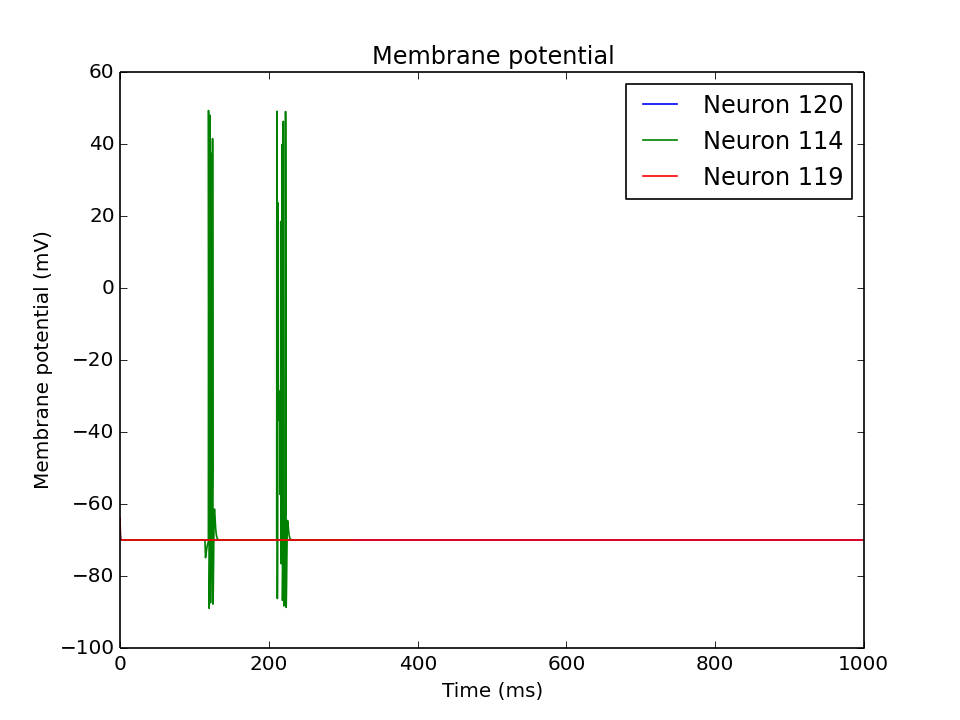 Membrane potential
60
40
20
0
−20
−40
−60
−80
−100
Membrane potential (mV)
Neuron 120
Neuron 114
Neuron 119
0 200 400 600 800 1000
Time (ms)